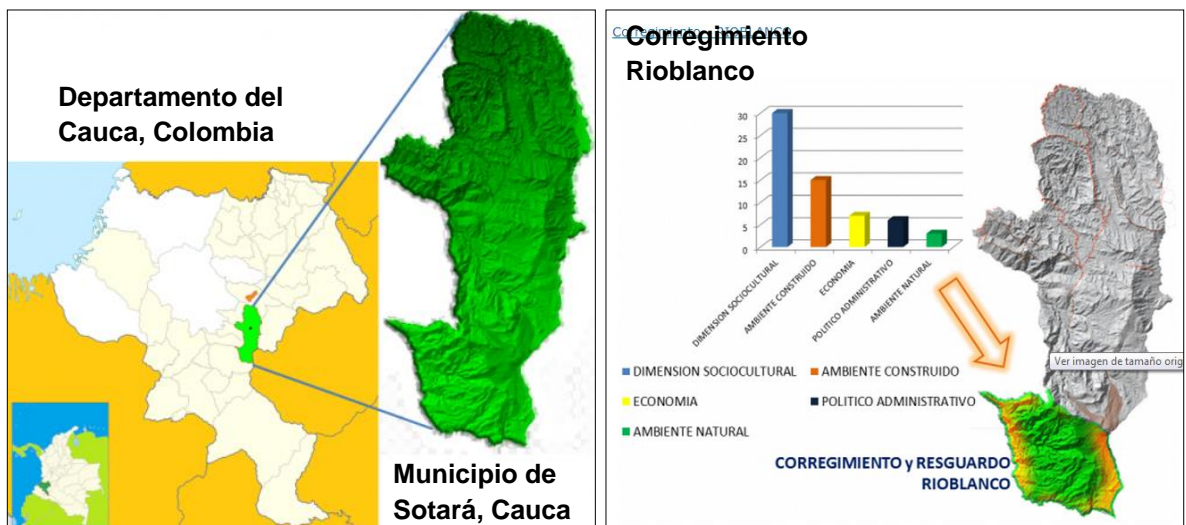 Departamento del
Cauca, Colombia
Municipio de
Sotará, Cauca
Corregimiento
Rioblanco
30
25
20
15
10
5
0
DIMENSION SOCIOCULTURAL
AMBIENTE CONSTRUIDO
ECONOMIA
POLITICO ADMINISTRATIVO
AMBIENTE NATURAL
Ver imagen de tamaño orig
DIMENSION SOCIOCULTURAL AMBIENTE CONSTRUIDO
ECONOMIA POLITICO ADMINISTRATIVO
AMBIENTE NATURAL
CORREGIMIENTO y RESGUARDO
RIOBLANCO